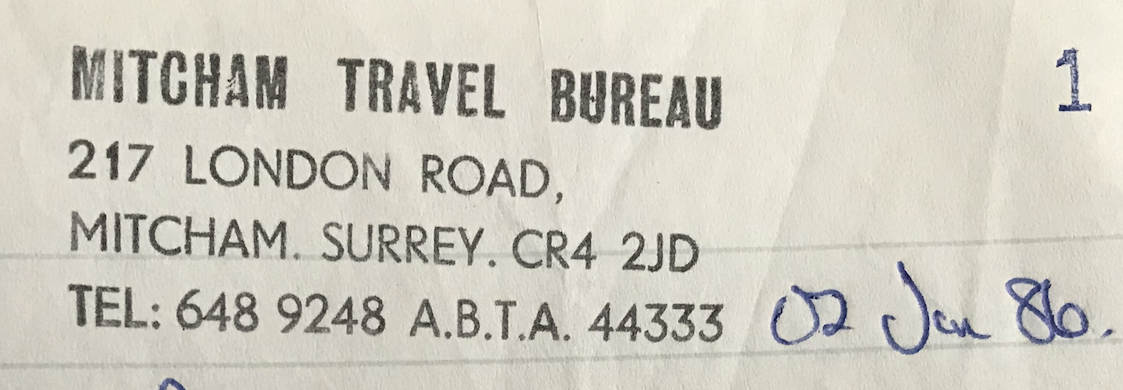 MITCHAM TRAVEL BUREAU
1
217 LONDON ROAD,
MITCHAM. SURREY. CR4 2JD
TEL: 648 9248 A.B.T.A. 44333
02 Jan 86.